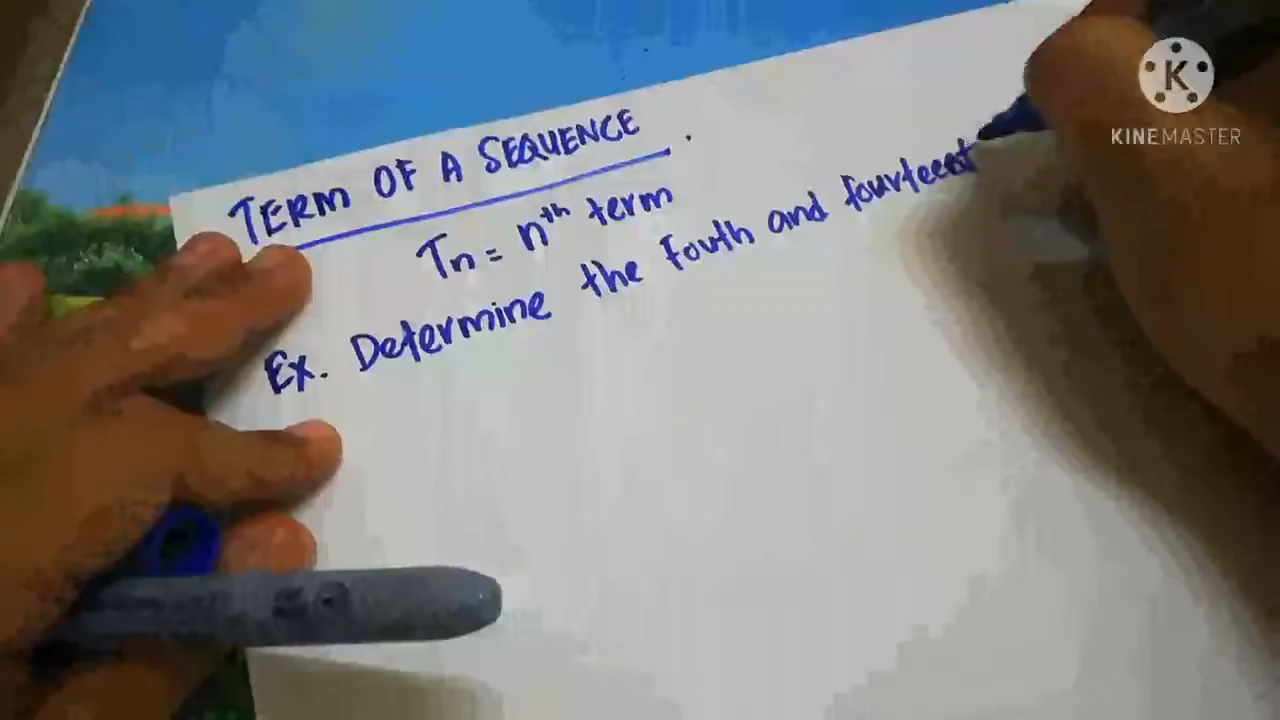 TERM OF A SEQUENCE.
Tn = nth term
Ex. Determine the fouth and fourteent
K
KINEMASTER